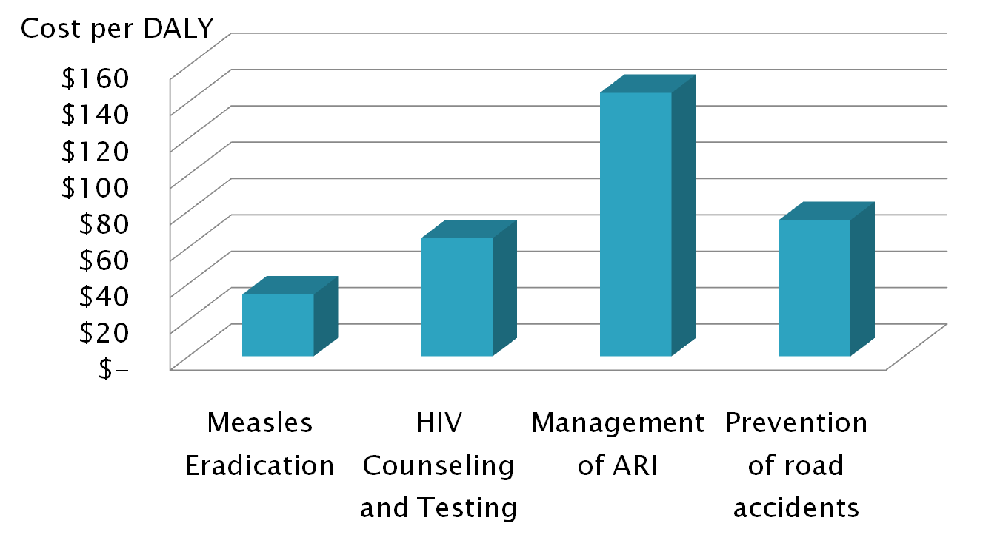 Cost per DALY
$160
$140
$120
$100
$80
$60
$40
$20
$–
Measles
Eradication
HIV
Counseling
and Testing
Management
of ARI
Prevention
of road
accidents